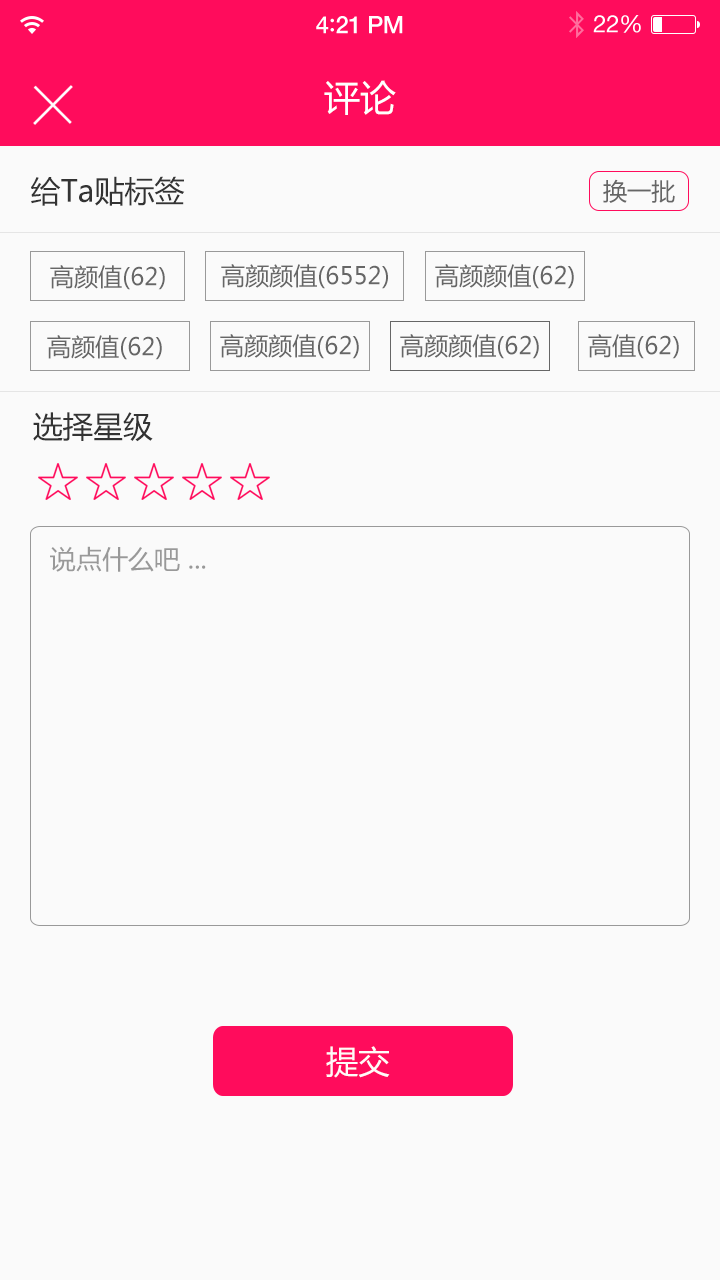 4:21 PM 22%
评论
给Ta贴标签 换一批
高颜值(62) 高颜颜值(6552) 高颜颜值(62)
高颜值(62) 高颜颜值(62) 高颜颜值(62) 高值(62)
选择星级
说点什么吧 ...
提交